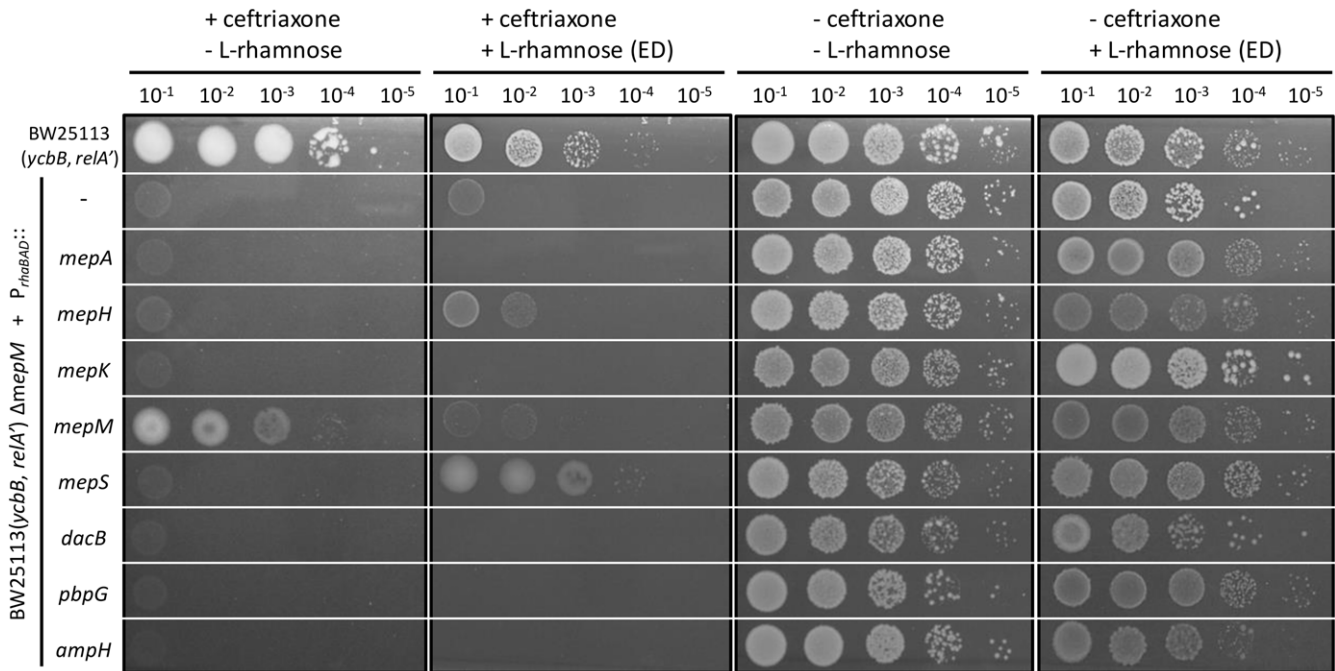 + ceftriaxone + ceftriaxone - ceftriaxone - ceftriaxone
- L-rhamnose + L-rhamnose (ED) - L-rhamnose + L-rhamnose (ED)
10⁻¹ 10⁻² 10⁻³ 10⁻⁴ 10⁻⁵ 10⁻¹ 10⁻² 10⁻³ 10⁻⁴ 10⁻⁵ 10⁻¹ 10⁻² 10⁻³ 10⁻⁴ 10⁻⁵ 10⁻¹ 10⁻² 10⁻³ 10⁻⁴ 10⁻⁵
BW25113
(ycbB, relA’)
BW25113(ycbB, relA’) ΔmepM + PrhaBAD::
-
mepA
mepH
mepK
mepM
mepS
dacB
pbpG
ampH